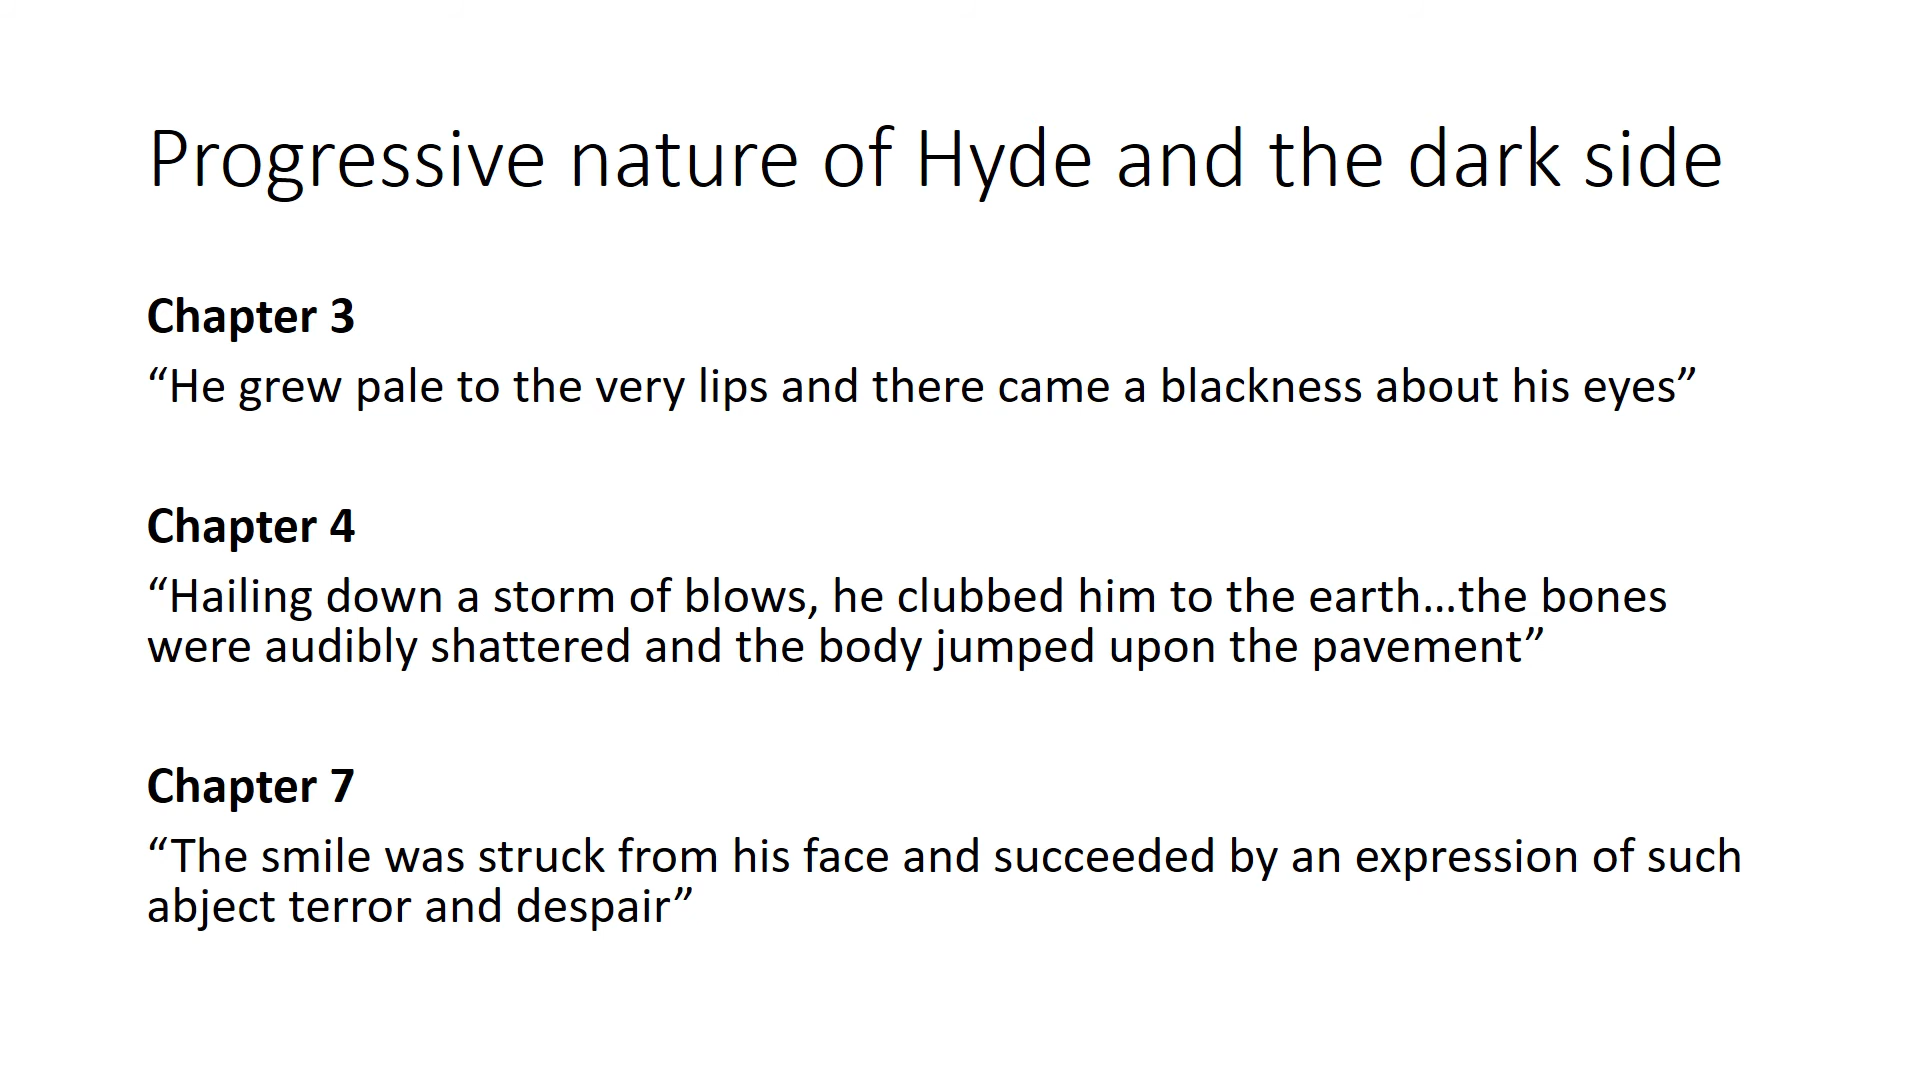 Progressive nature of Hyde and the dark side
Chapter 3
“He grew pale to the very lips and there came a blackness about his eyes”
Chapter 4
“Hailing down a storm of blows, he clubbed him to the earth…the bones
were audibly shattered and the body jumped upon the pavement”
Chapter 7
“The smile was struck from his face and succeeded by an expression of such
abject terror and despair”